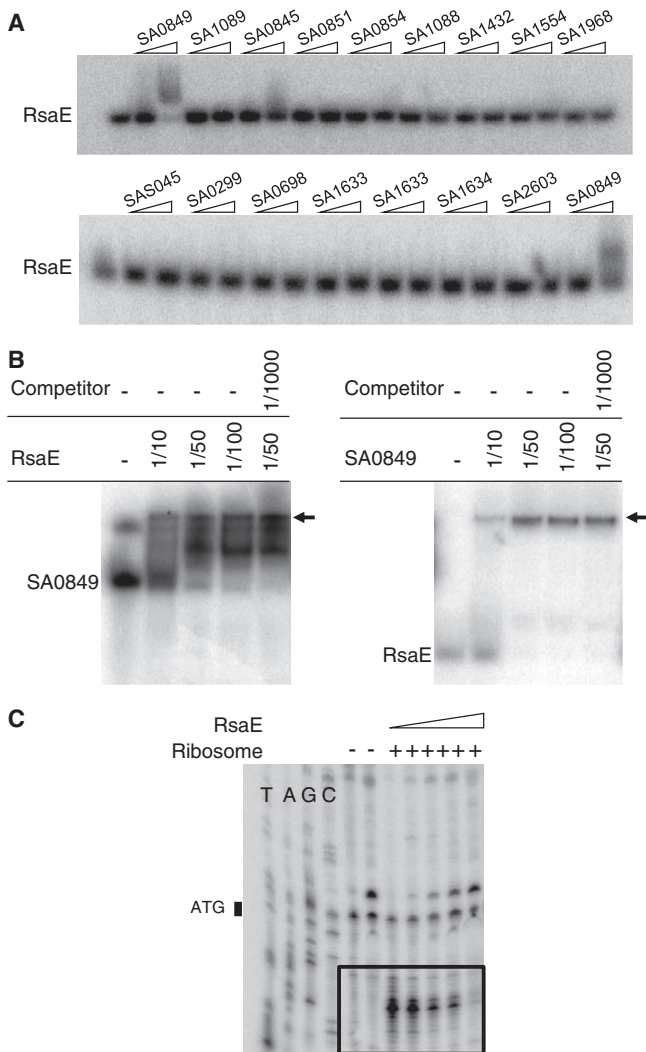 A
SA0849 SA1089 SA0845 SA0851 SA0854 SA1088 SA1432 SA1554 SA1968
RsaE
SAS045 SA0299 SA0698 SA1633 SA1633 SA1634 SA2603 SA0849
RsaE
B
Competitor - - - - 1/1000
RsaE - 1/10 1/50 1/100 1/50
SA0849
Competitor - - - - 1/1000
SA0849 - 1/10 1/50 1/100 1/50
RsaE
C
RsaE
Ribosome - - + + + + + +
T A G C
ATG